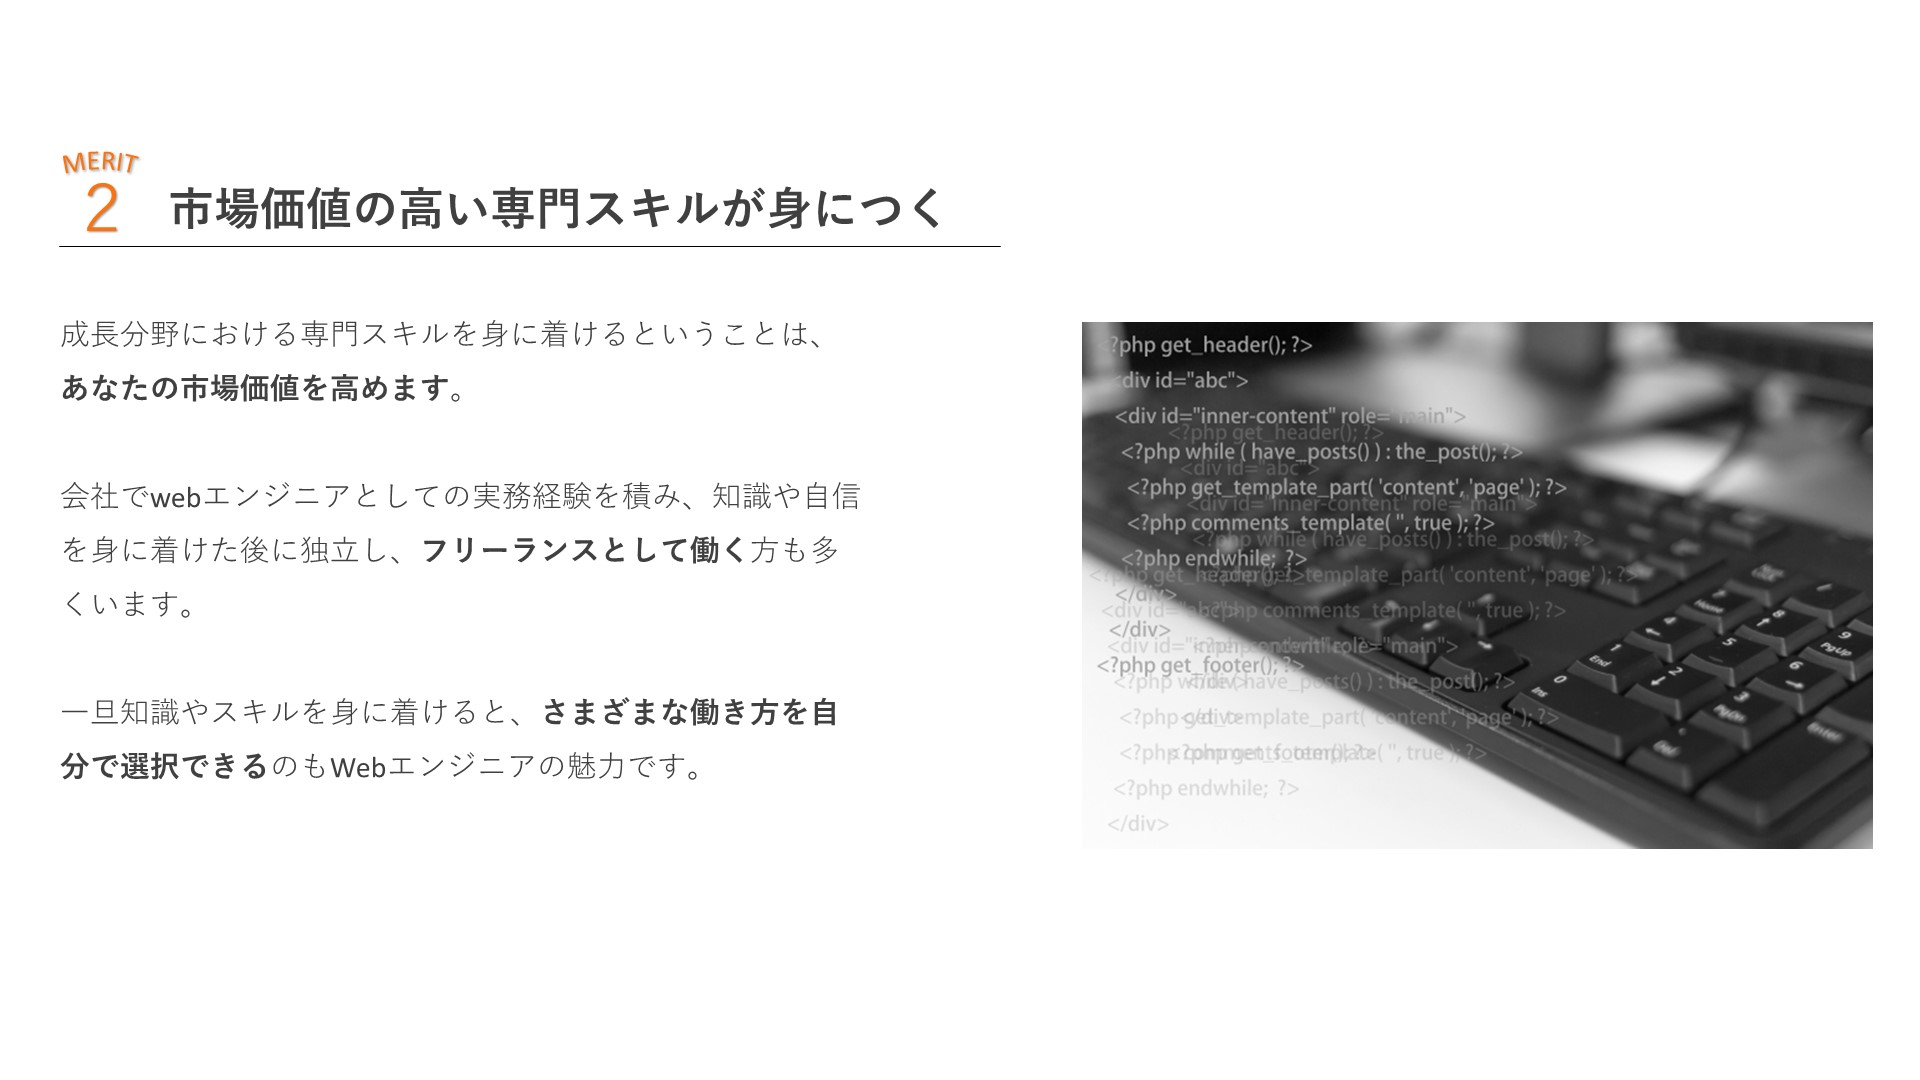 MERIT
2
市場価値の高い専門スキルが身につく
成長分野における専門スキルを身に着けるということは、
あなたの市場価値を高めます。
会社でwebエンジニアとしての実務経験を積み、知識や自信
を身に着けた後に独立し、フリーランスとして働く方も多
くいます。
一旦知識やスキルを身に着けると、さまざまな働き方を自
分で選択できるのもWebエンジニアの魅力です。
<?php get_header(); ?>
<div id="abc">
<div id="inner-content" role="main">
<?php get_header(); ?>
<?php while ( have_posts() ) : the_post(); ?>
<div id="abc">
<?php get_template_part( 'content', 'page' ); ?>
<div id="inner-content" role="main">
<?php comments_template( '', true ); ?>
<?php while ( have_posts() ) : the_post(); ?>
<?php endwhile; ?>
</div>
</div>
<?php get_footer(); ?>
<?php endwhile; ?>
</div>